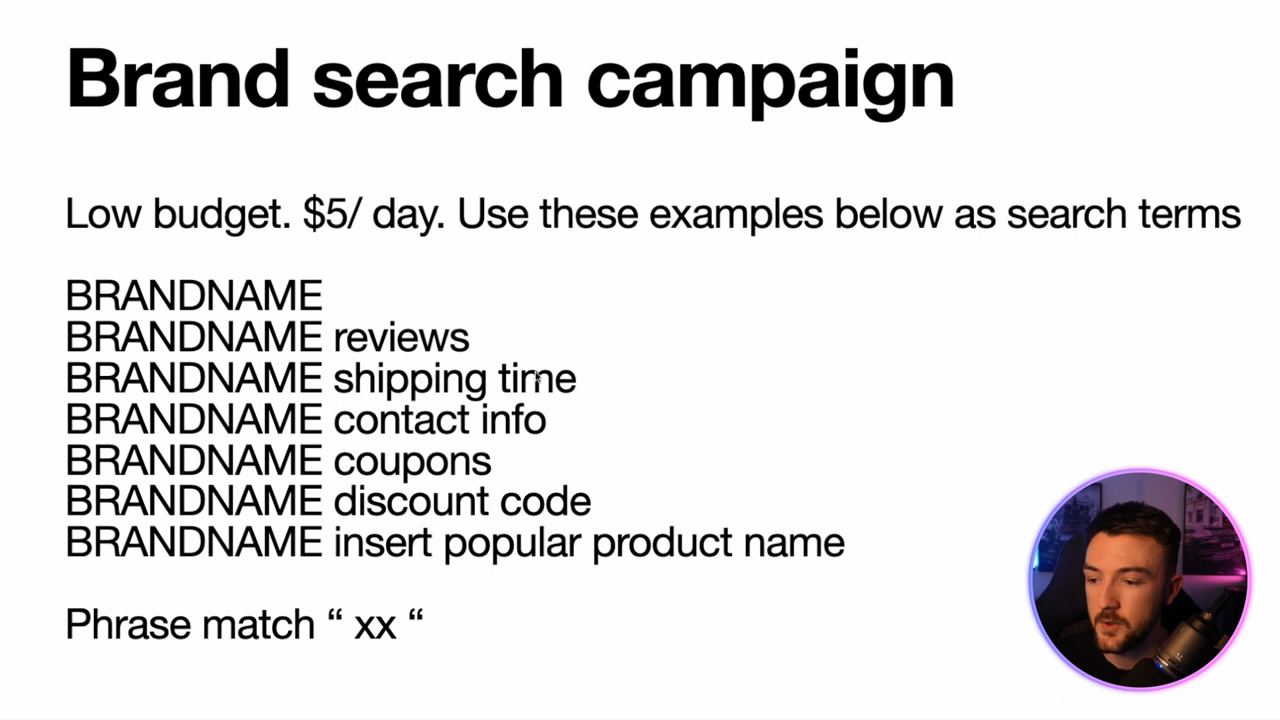 Brand search campaign
Low budget. $5/ day. Use these examples below as search terms
BRANDNAME
BRANDNAME reviews
BRANDNAME shipping time
BRANDNAME contact info
BRANDNAME coupons
BRANDNAME discount code
BRANDNAME insert popular product name
Phrase match “ xx “